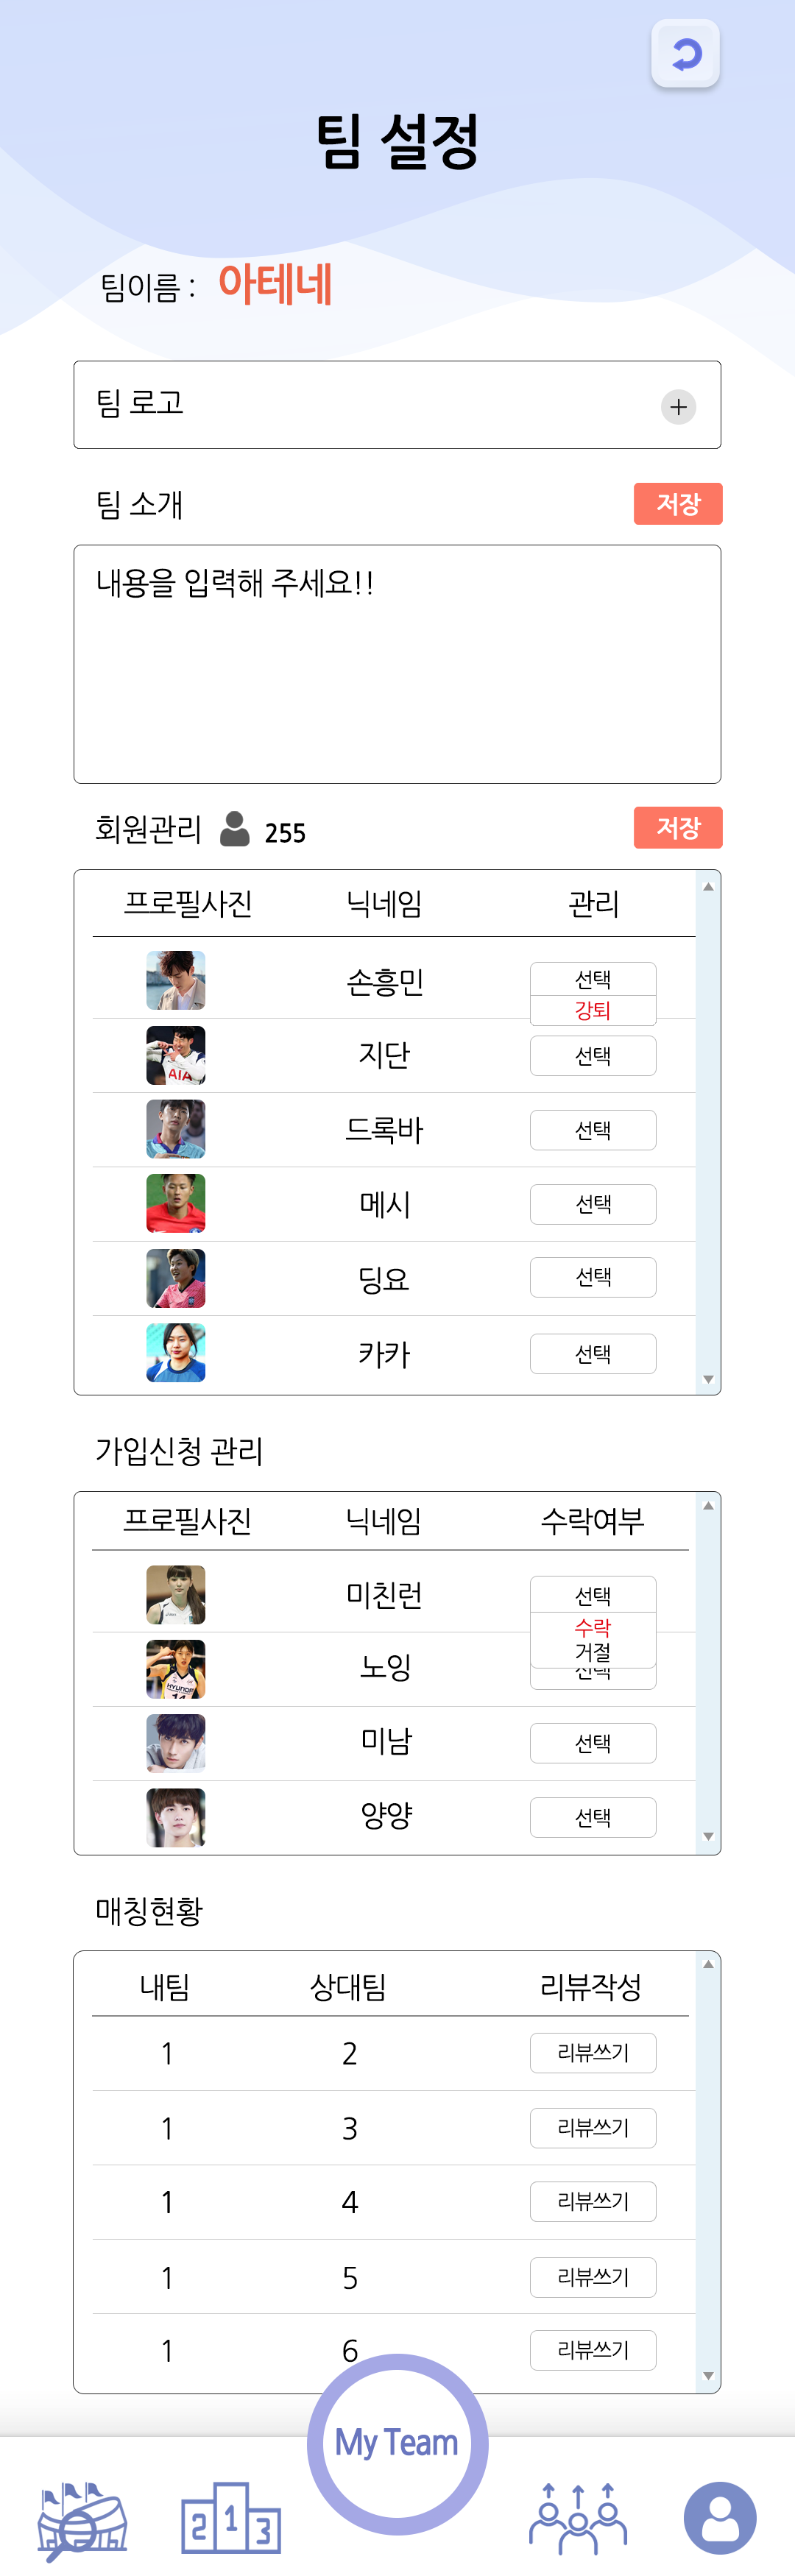 팀 설정
팀이름 : 아테네
팀 로고
팀 소개 저장
내용을 입력해 주세요!!
회원관리 255 저장
프로필사진 닉네임 관리
손흥민 선택
강퇴
AIA 지단 선택
드록바 선택
메시 선택
딩요 선택
카카 선택
가입신청 관리
프로필사진 닉네임 수락여부
미친런 선택
수락
거절
HYUNDAI 노잉 선택
미남 선택
양양 선택
매칭현황
내팀 상대팀 리뷰작성
1 2 리뷰쓰기
1 3 리뷰쓰기
1 4 리뷰쓰기
1 5 리뷰쓰기
1 6 리뷰쓰기
My Team
2 1 3